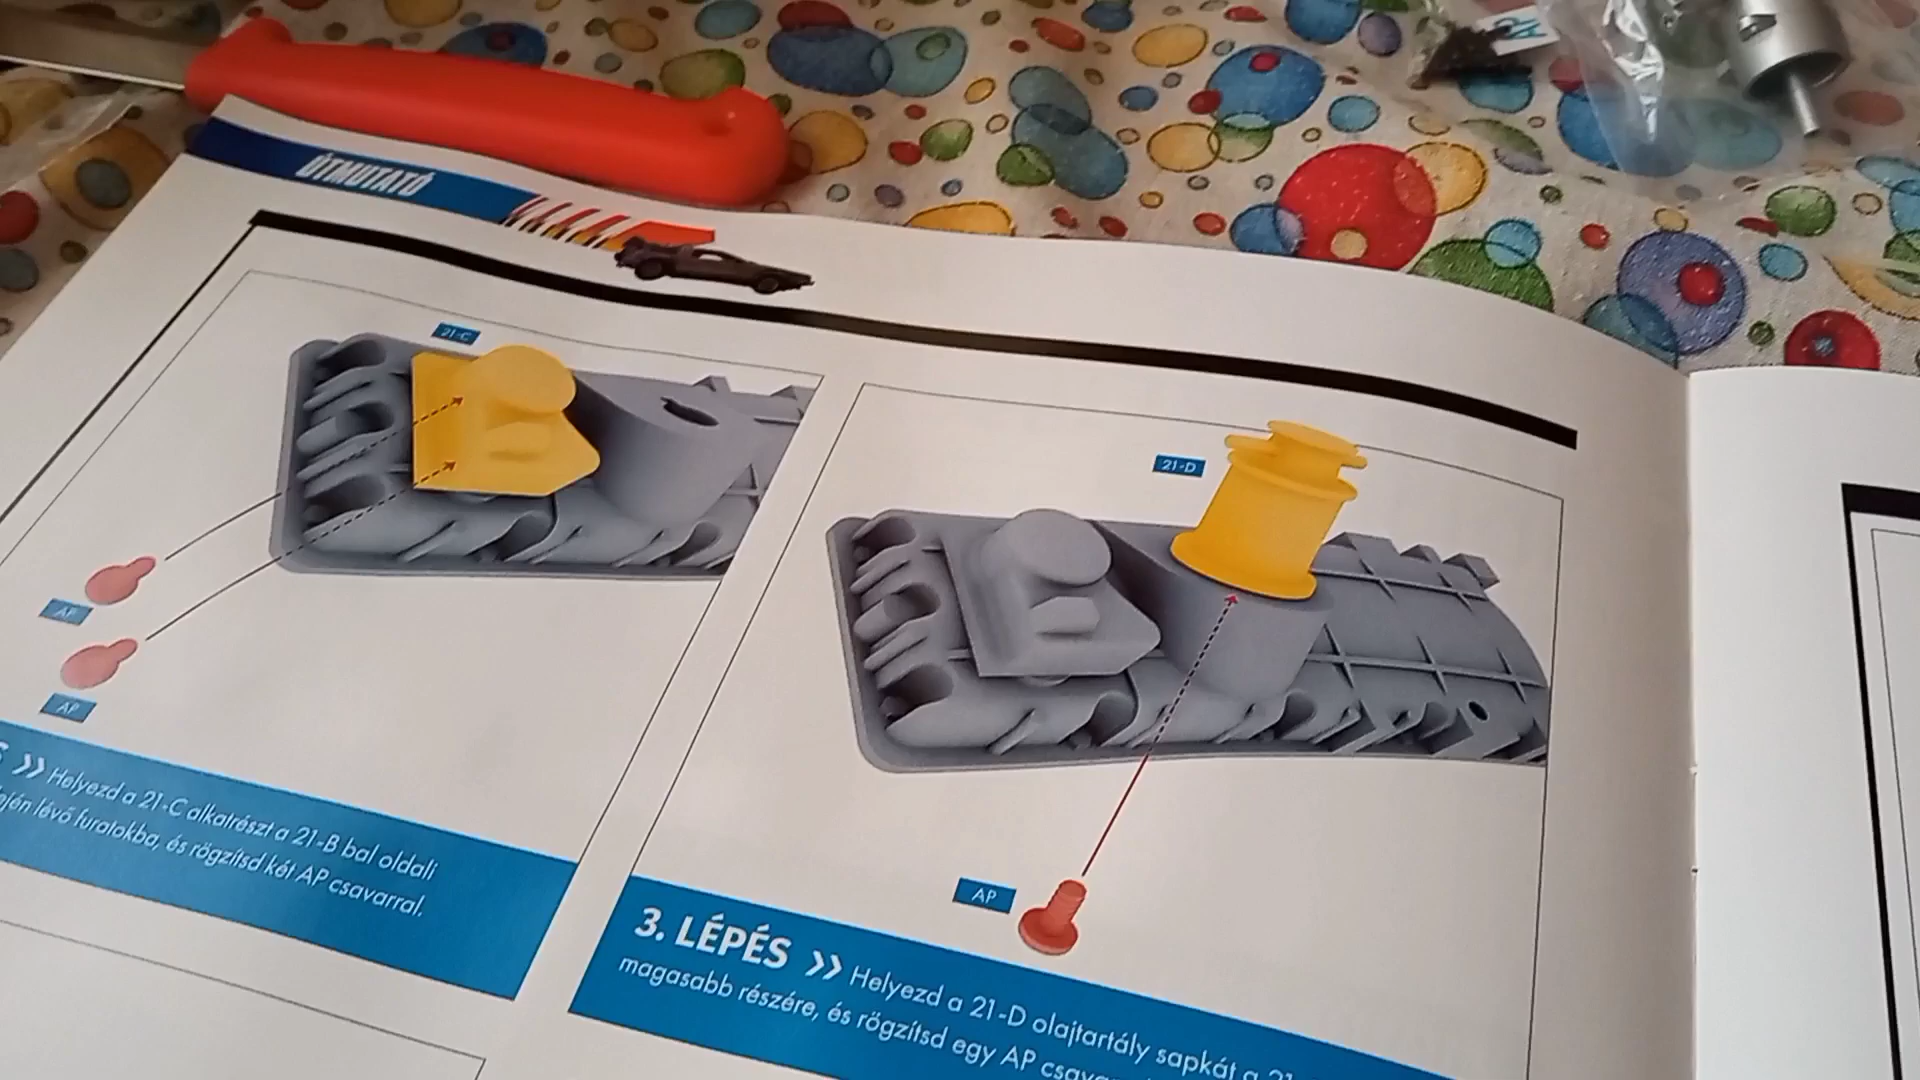 ÚTMUTATÓ
21-C
AP
AP
Helyezd a 21-C alkatrészt a 21-B bal oldali
lévő furatokba, és rögzítsd két AP csavarral.
21-D
AP
3. LÉPÉS >> Helyezd a 21-D olajtartály sapkát a
magasabb részére, és rögzítsd egy AP
AP